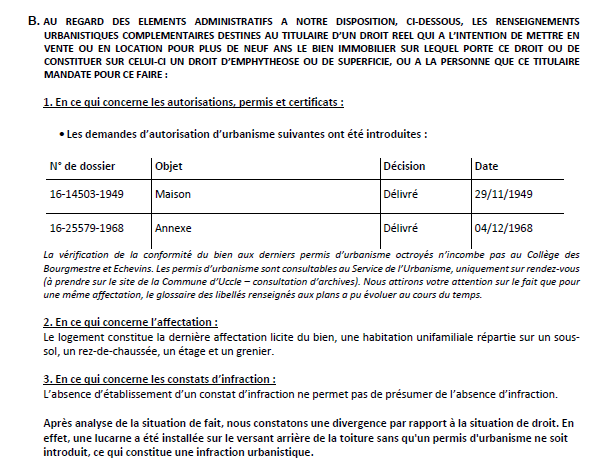 B. AU REGARD DES ELEMENTS ADMINISTRATIFS A NOTRE DISPOSITION, CI-DESSOUS, LES RENSEIGNEMENTS
URBANISTIQUES COMPLEMENTAIRES DESTINES AU TITULAIRE D'UN DROIT REEL QUI A L'INTENTION DE METTRE EN
VENTE OU EN LOCATION POUR PLUS DE NEUF ANS LE BIEN IMMOBILIER SUR LEQUEL PORTE CE DROIT OU DE
CONSTITUER SUR CELUI-CI UN DROIT D'EMPHYTHEOSE OU DE SUPERFICIE, OU A LA PERSONNE QUE CE TITULAIRE
MANDATE POUR CE FAIRE :
1. En ce qui concerne les autorisations, permis et certificats :
• Les demandes d'autorisation d'urbanisme suivantes ont été introduites :
N° de dossier Objet Décision Date
16-14503-1949 Maison Délivré 29/11/1949
16-25579-1968 Annexe Délivré 04/12/1968
La vérification de la conformité du bien aux derniers permis d'urbanisme octroyés n'incombe pas au Collège des
Bourgmestre et Echevins. Les permis d'urbanisme sont consultables au Service de l'Urbanisme, uniquement sur rendez-vous
(à prendre sur le site de la Commune d'Uccle – consultation d'archives). Nous attirons votre attention sur le fait que pour
une même affectation, le glossaire des libellés renseignés aux plans a pu évoluer au cours du temps.
2. En ce qui concerne l'affectation :
Le logement constitue la dernière affectation licite du bien, une habitation unifamiliale répartie sur un sous-
sol, un rez-de-chaussée, un étage et un grenier.
3. En ce qui concerne les constats d'infraction :
L'absence d'établissement d'un constat d'infraction ne permet pas de présumer de l'absence d'infraction.
Après analyse de la situation de fait, nous constatons une divergence par rapport à la situation de droit. En
effet, une lucarne a été installée sur le versant arrière de la toiture sans qu'un permis d'urbanisme ne soit
introduit, ce qui constitue une infraction urbanistique.